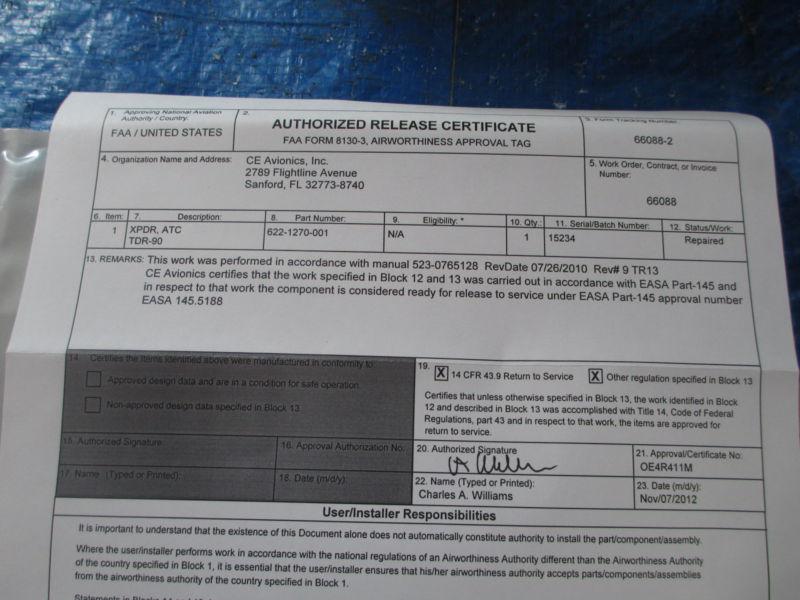 1. Approving National Aviation
Authority / Country:
FAA / UNITED STATES
2.
AUTHORIZED RELEASE CERTIFICATE
FAA FORM 8130-3, AIRWORTHINESS APPROVAL TAG
3. Form Tracking Number:
66088-2
4. Organization Name and Address:
CE Avionics, Inc.
2789 Flightline Avenue
Sanford, FL 32773-8740
5. Work Order, Contract, or Invoice
Number:
66088
6. Item: 7. Description: 8. Part Number: 9. Eligibility: * 10. Qty.: 11. Serial/Batch Number: 12. Status/Work:
1 XPDR, ATC 622-1270-001 N/A 1 15234 Repaired
TDR-90
13. REMARKS: This work was performed in accordance with manual 523-0765128 RevDate 07/26/2010 Rev# 9 TR13
CE Avionics certifies that the work specified in Block 12 and 13 was carried out in accordance with EASA Part-145 and
in respect to that work the component is considered ready for release to service under EASA Part-145 approval number
EASA 145.5188
14. Certifies the items identified above were manufactured in conformity to:
Approved design data and are in a condition for safe operation.
Non-approved design data specified in Block 13.
15. Authorized Signature:
16. Approval Authorization No.:
17. Name (Typed or Printed):
18. Date (m/d/y):
19. X 14 CFR 43.9 Return to Service X Other regulation specified in Block 13
Certifies that unless otherwise specified in Block 13, the work identified in Block
12 and described in Block 13 was accomplished with Title 14, Code of Federal
Regulations, part 43 and in respect to that work, the items are approved for
return to service.
20. Authorized Signature
21. Approval/Certificate No:
OE4R411M
22. Name (Typed or Printed):
Charles A. Williams
23. Date (m/d/y):
Nov/07/2012
User/Installer Responsibilities
It is important to understand that the existence of this Document alone does not automatically constitute authority to install the part/component/assembly.
Where the user/installer performs work in accordance with the national regulations of an Airworthiness Authority different than the Airworthiness Authority
of the country specified in Block 1, it is essential that the user/installer ensures that his/her airworthiness authority accepts parts/components/assemblies
from the airworthiness authority of the country specified in Block 1.
Statements in Blocks 14 and